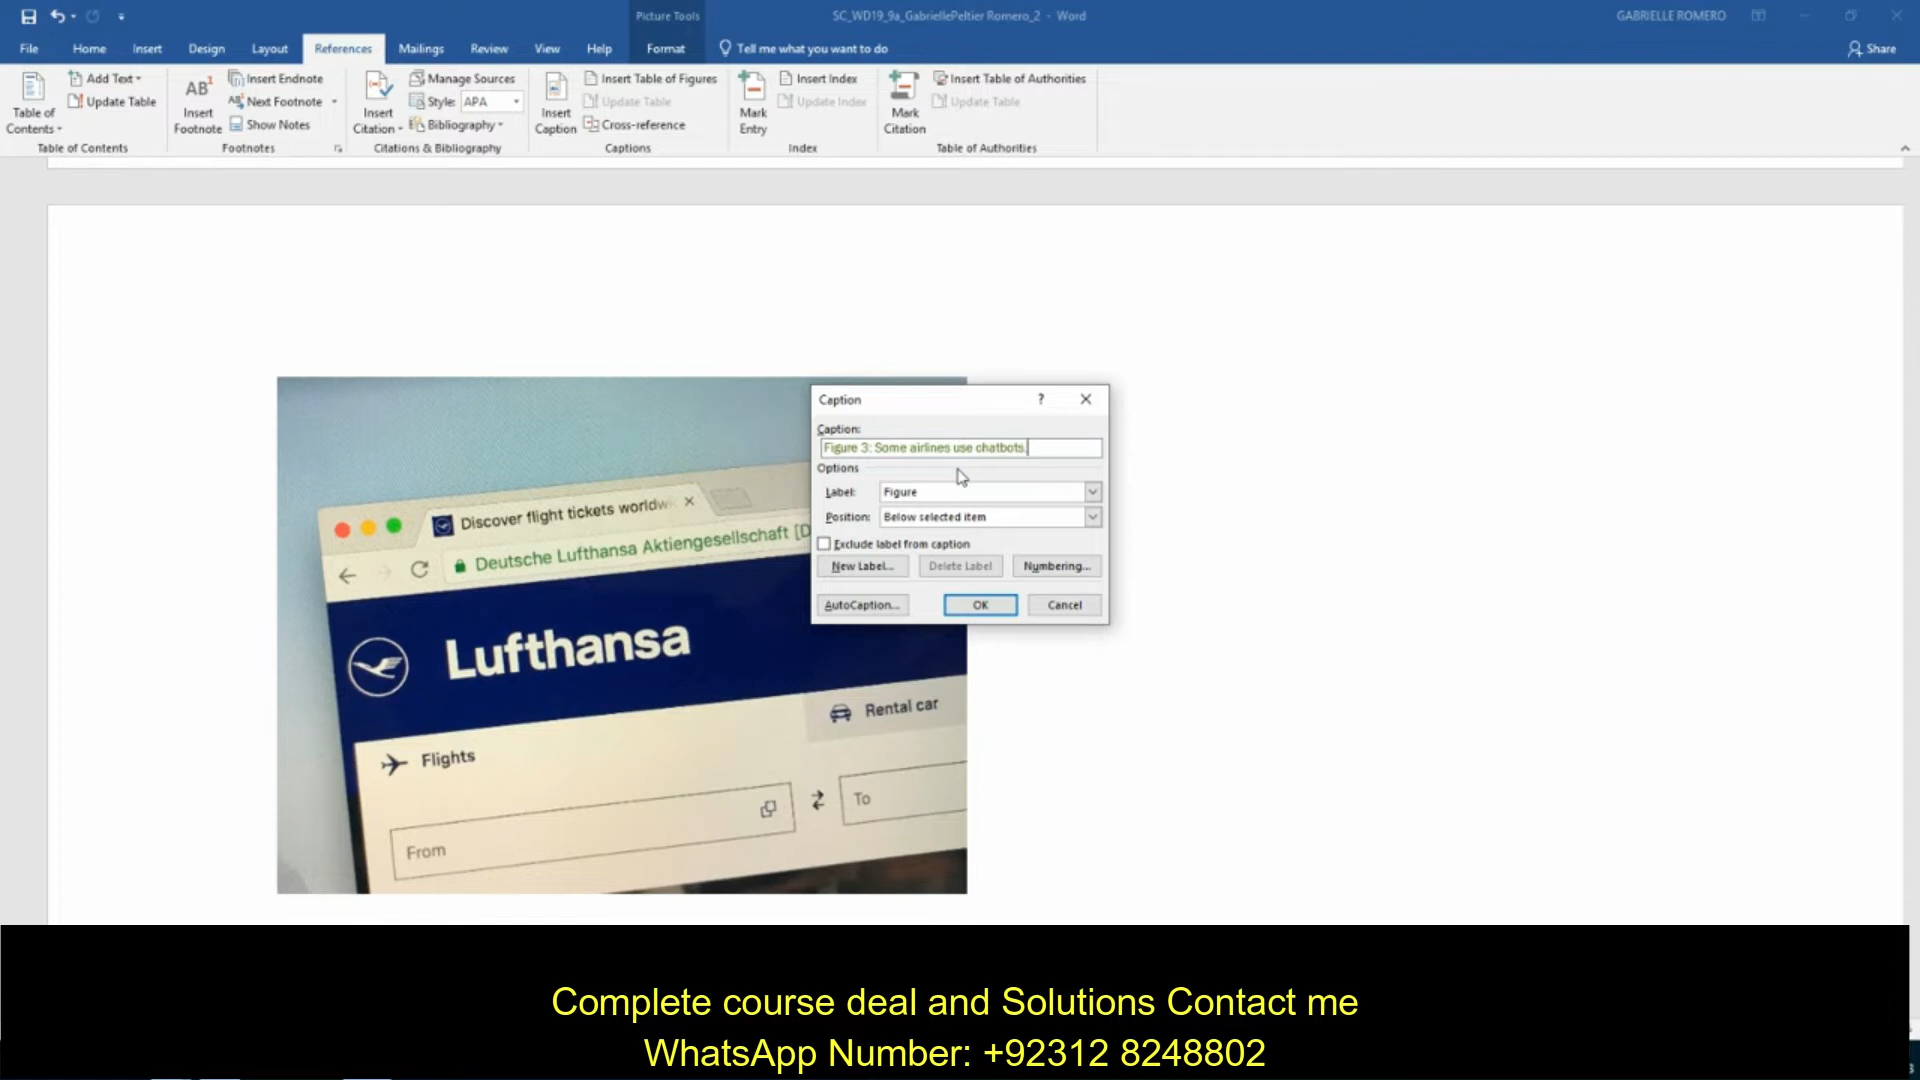 Picture Tools
SC_WD19_9a_GabriellePeltier Romero_2 - Word
GABRIELLE ROMERO
File Home Insert Design Layout References Mailings Review View Help Format Tell me what you want to do Share
Table of Contents
Add Text
Update Table
Table of Contents
AB1
Insert Footnote
Insert Endnote
Next Footnote
Show Notes
Footnotes
Insert Citation
Manage Sources
Style: APA
Bibliography
Citations & Bibliography
Insert Caption
Insert Table of Figures
Update Table
Cross-reference
Captions
Mark Entry
Insert Index
Update Index
Index
Mark Citation
Insert Table of Authorities
Update Table
Table of Authorities
Caption
?
Caption:
Figure 3: Some airlines use chatbots.
Options
Label: Figure
Position: Below selected item
Exclude label from caption
New Label... Delete Label Numbering...
AutoCaption... OK Cancel
Discover flight tickets worldw
Deutsche Lufthansa Aktiengesellschaft [D
Lufthansa
Rental car
Flights
To
From
Complete course deal and Solutions Contact me
WhatsApp Number: +92312 8248802